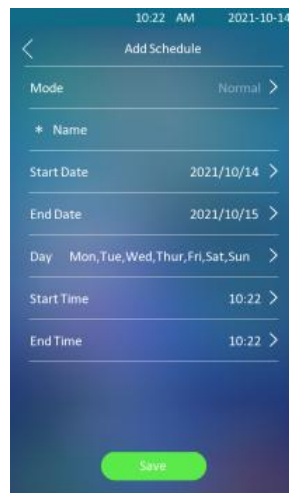 10:22 AM 2021-10-14
Add Schedule
Mode Normal
* Name
Start Date 2021/10/14
End Date 2021/10/15
Day Mon,Tue,Wed,Thur,Fri,Sat,Sun
Start Time 10:22
End Time 10:22
Save